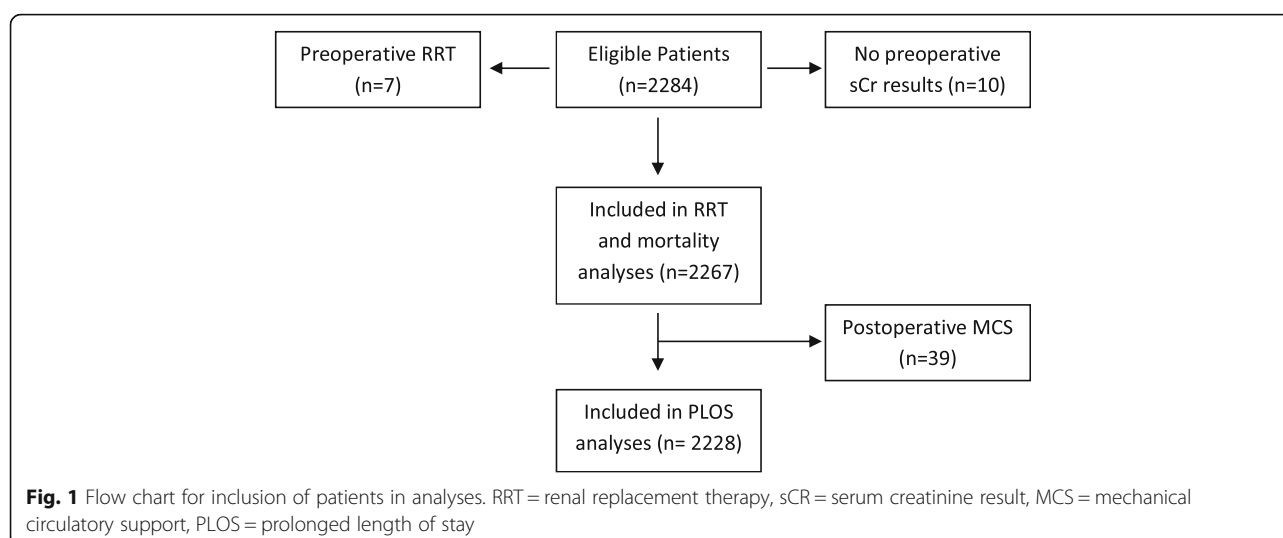 Preoperative RRT
(n=7)
Eligible Patients
(n=2284)
No preoperative
sCr results (n=10)
Included in RRT
and mortality
analyses (n=2267)
Postoperative MCS
(n=39)
Included in PLOS
analyses (n= 2228)
Fig. 1 Flow chart for inclusion of patients in analyses. RRT = renal replacement therapy, sCR = serum creatinine result, MCS = mechanical
circulatory support, PLOS = prolonged length of stay